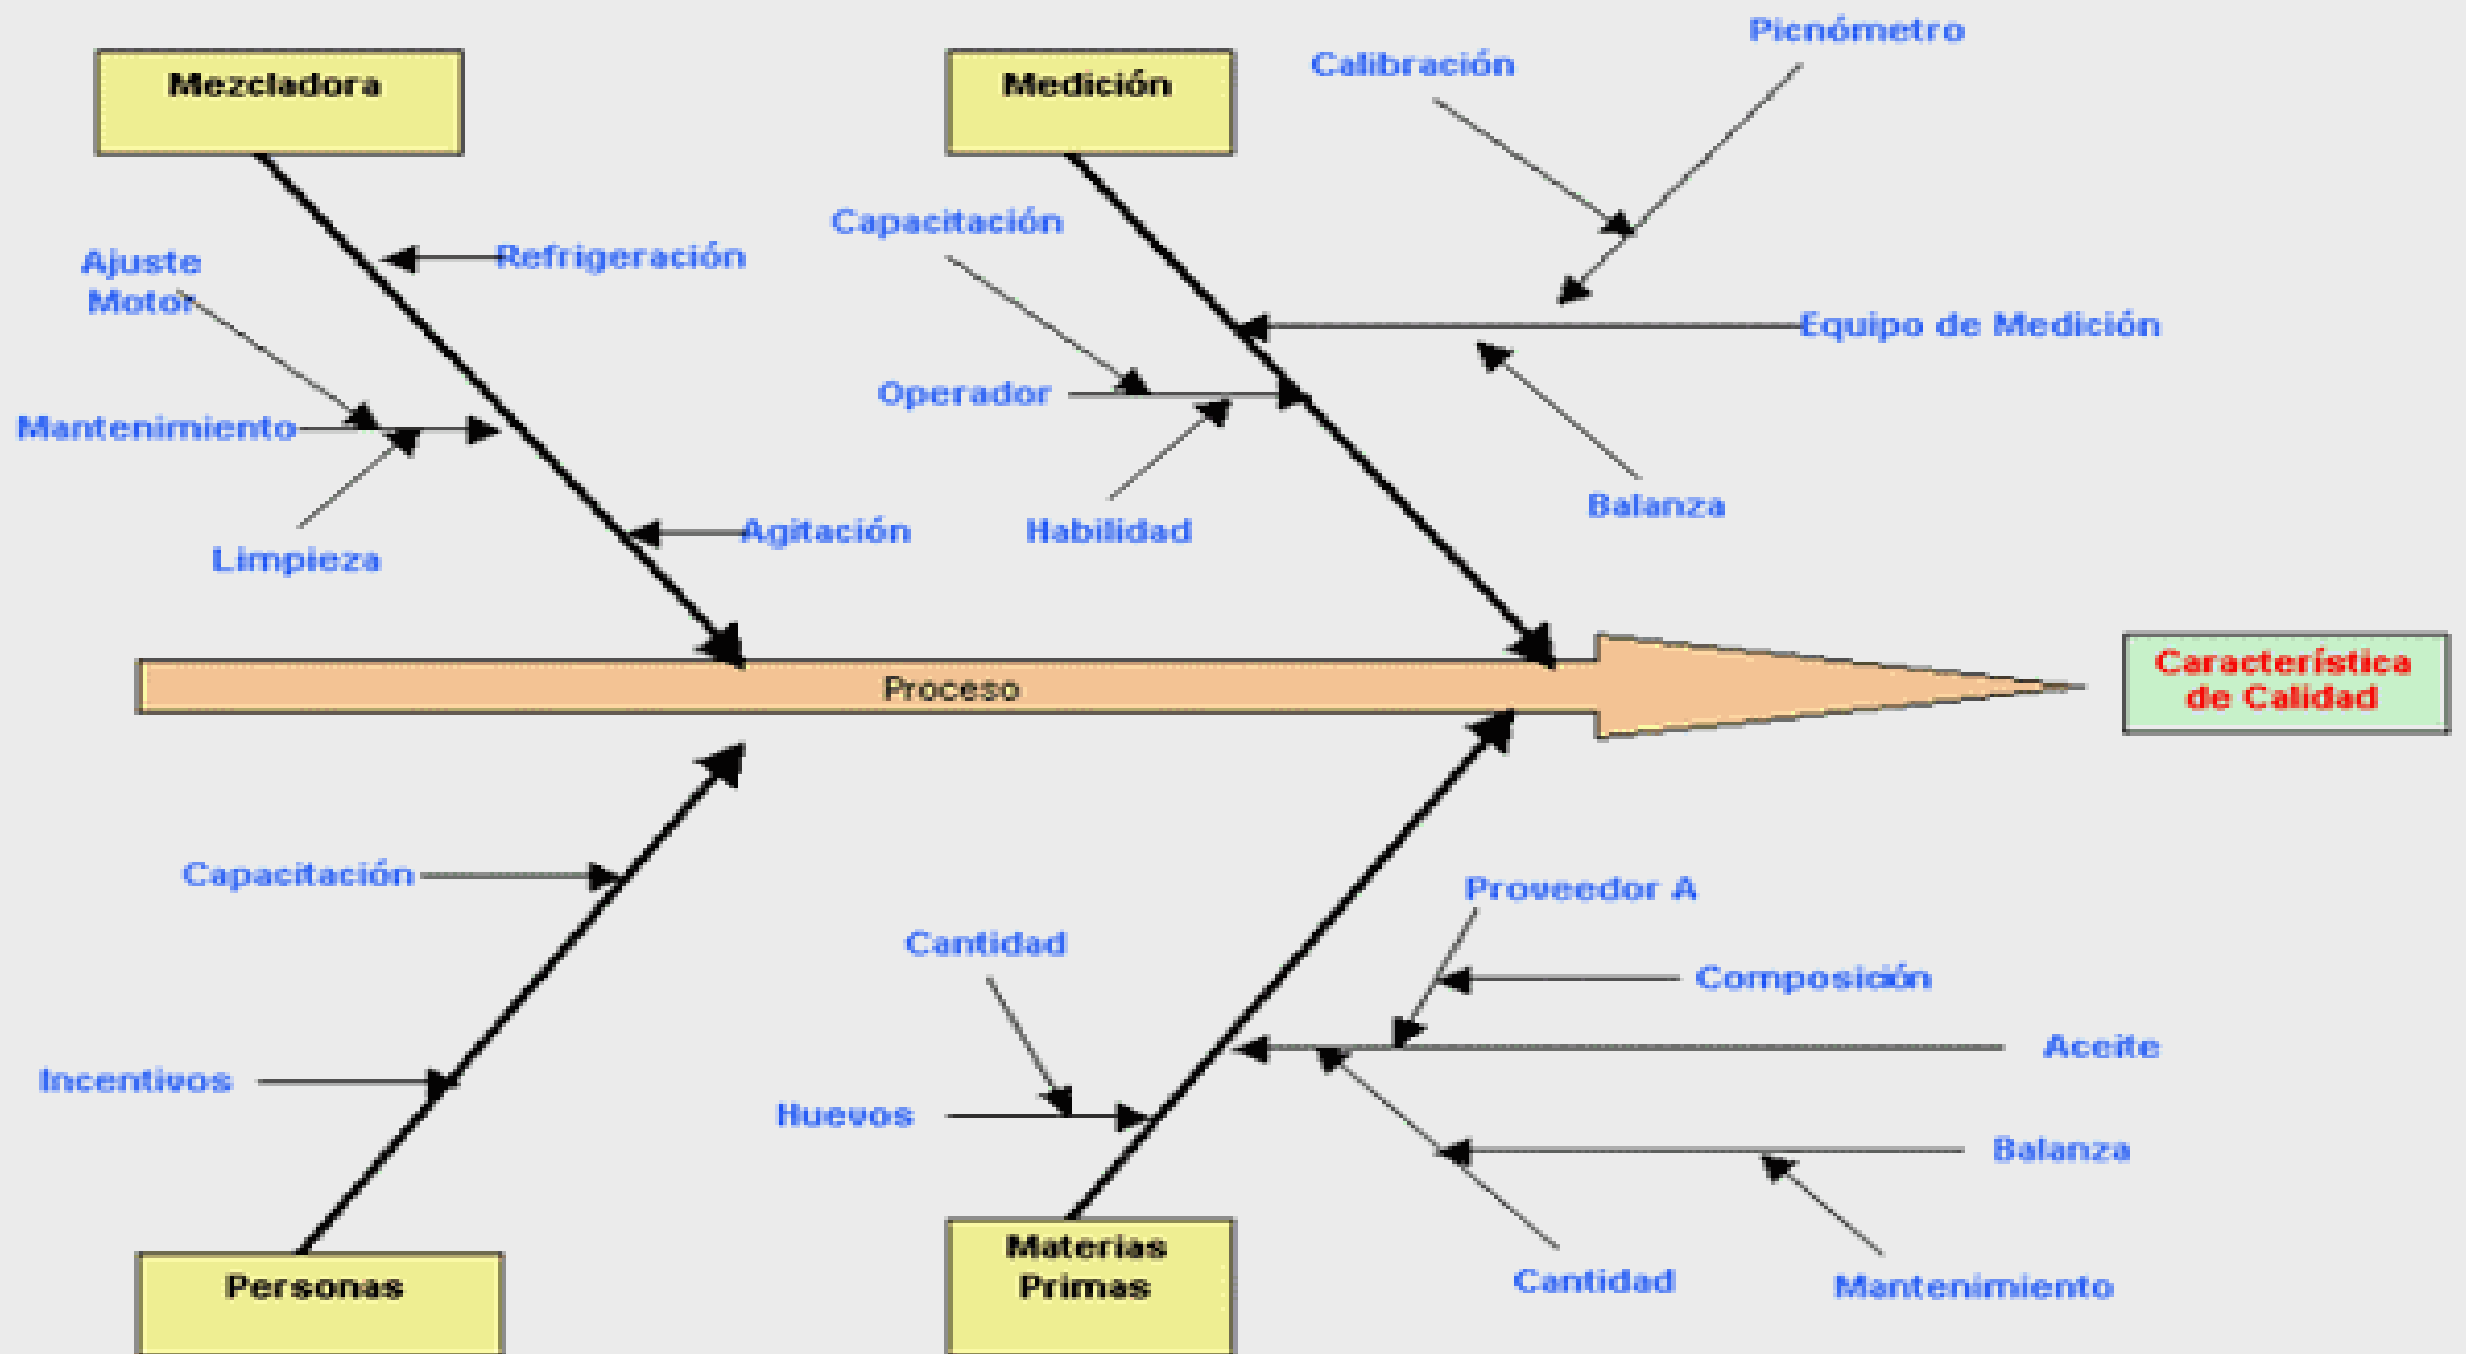 Picnómetro
Calibración
Mezcladora
Medición
Capacitación
Refrigeración
Ajuste
Motor
Equipo de Medición
Operador
Mantenimiento
Balanza
Habilidad
Agitación
Limpieza
Característica
de Calidad
Proceso
Capacitación
Proveedor A
Cantidad
Composición
Aceite
Incentivos
Huevos
Balanza
Materias
Primas
Personas
Cantidad
Mantenimiento